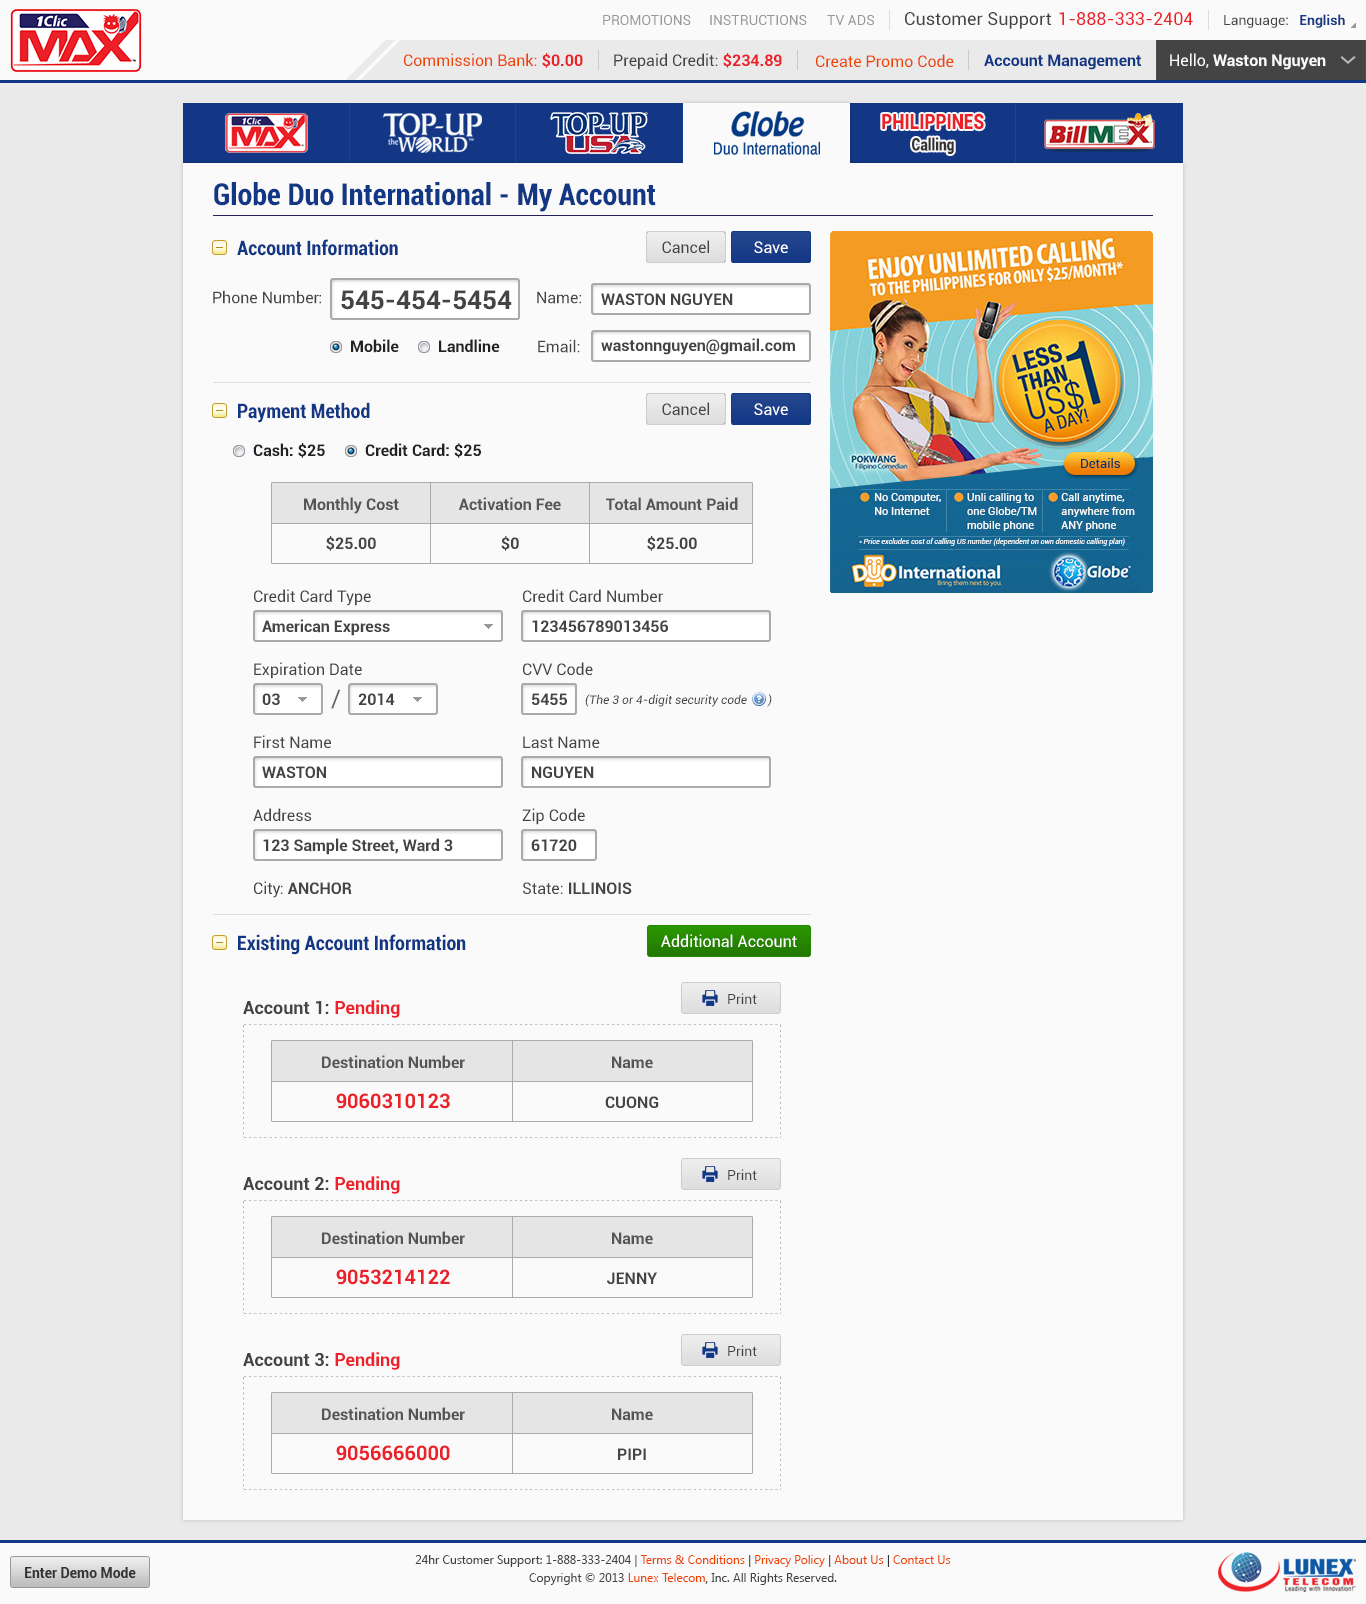 1Clic
MAX
PROMOTIONS INSTRUCTIONS TV ADS Customer Support 1-888-333-2404 Language: English
Commission Bank: $0.00 Prepaid Credit: $234.89 Create Promo Code Account Management Hello, Waston Nguyen
1Clic MAX
TOP-UP the WORLD
TOP-UP USA
Globe Duo International
PHILIPPINES Calling
BillMEX
Globe Duo International - My Account
Account Information Cancel Save
Phone Number: 545-454-5454 Name: WASTON NGUYEN
Mobile Landline Email: wastonnguyen@gmail.com
Payment Method Cancel Save
Cash: $25 Credit Card: $25
Monthly Cost Activation Fee Total Amount Paid
$25.00 $0 $25.00
Credit Card Type Credit Card Number
American Express 123456789013456
Expiration Date CVV Code
03 / 2014 5455 (The 3 or 4-digit security code ?)
First Name Last Name
WASTON NGUYEN
Address Zip Code
123 Sample Street, Ward 3 61720
City: ANCHOR State: ILLINOIS
ENJOY UNLIMITED CALLING
TO THE PHILIPPINES FOR ONLY $25/MONTH*
LESS
THAN 1
US$
A DAY!
POKWANG
Filipino Comedian
Details
No Computer, No Internet
Unli calling to one Globe/TM mobile phone
Call anytime, anywhere from ANY phone
• Price excludes cost of calling US number (dependent on own domestic calling plan)
DUO International
Bring them next to you.
Globe
Existing Account Information Additional Account
Account 1: Pending Print
Destination Number Name
9060310123 CUONG
Account 2: Pending Print
Destination Number Name
9053214122 JENNY
Account 3: Pending Print
Destination Number Name
9056666000 PIPI
Enter Demo Mode
24hr Customer Support: 1-888-333-2404 | Terms & Conditions | Privacy Policy | About Us | Contact Us
Copyright © 2013 Lunex Telecom, Inc. All Rights Reserved.
LUNEX
TELECOM
Leading with Innovation!